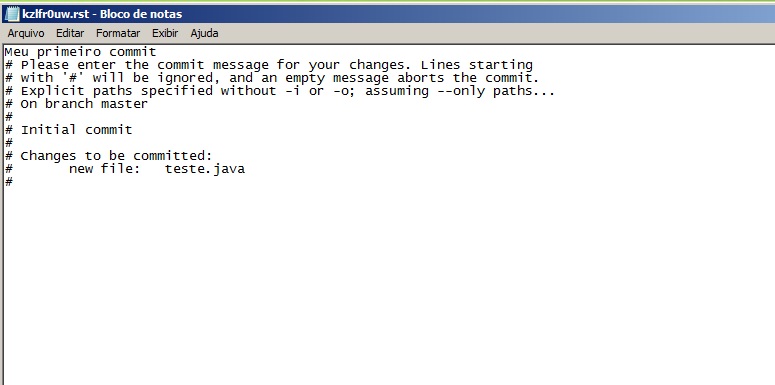 kzlfr0uw.rst - Bloco de notas
Arquivo Editar Formatar Exibir Ajuda
Meu primeiro commit
# Please enter the commit message for your changes. Lines starting
# with '#' will be ignored, and an empty message aborts the commit.
# Explicit paths specified without -i or -o; assuming --only paths...
# On branch master
#
# Initial commit
#
# Changes to be committed:
#       new file:   teste.java
#